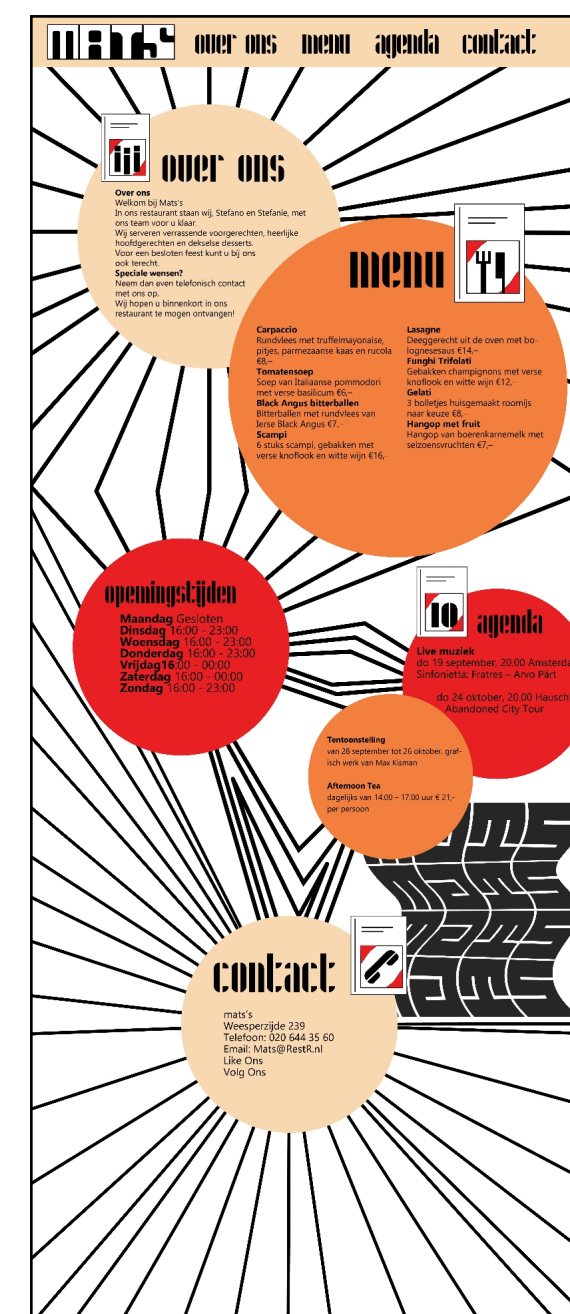 Mats
over ons menu agenda contact
over ons
Over ons
Welkom bij Mats's
In ons restaurant staan wij, Stefano en Stefanie, met
ons team voor u klaar.
Wij serveren verrassende voorgerechten, heerlijke
hoofdgerechten en dekselse desserts.
Voor een besloten feest kunt u bij ons
ook terecht.
Speciale wensen?
Neem dan even telefonisch contact
met ons op.
Wij hopen u binnenkort in ons
restaurant te mogen ontvangen!
menu
Carpaccio
Rundvlees met truffelmayonaise,
pitjes, parmezaanse kaas en rucola
€8,–
Tomatensoep
Soep van Italiaanse pommodori
met verse basilicum €6,–
Black Angus bitterballen
Bitterballen met rundvlees van
Ierse Black Angus €7,–
Scampi
6 stuks scampi, gebakken met
verse knoflook en witte wijn €16,–
Lasagne
Deeggerecht uit de oven met bo-
lognesesaus €14,–
Funghi Trifolati
Gebakken champignons met verse
knoflook en witte wijn €12,–
Gelati
3 bolletjes huisgemaakt roomijs
naar keuze €8,–
Hangop met fruit
Hangop van boerenkarnemelk met
seizoensvruchten €7,–
openingstijden
Maandag Gesloten
Dinsdag 16:00 - 23:00
Woensdag 16:00 - 23:00
Donderdag 16:00 - 23:00
Vrijdag16:00 - 00:00
Zaterdag 16:00 - 00:00
Zondag 16:00 - 23:00
10
agenda
Live muziek
do 19 september, 20.00 Amsterda
Sinfonietta: Fratres – Arvo Pärt
do 24 oktober, 20.00 Hausch
Abandoned City Tour
Tentoonstelling
van 28 september tot 26 oktober, graf-
isch werk van Max Kisman
Afternoon Tea
dagelijks van 14.00 – 17.00 uur € 21,-
per persoon
contact
mats's
Weesperzijde 239
Telefoon: 020 644 35 60
Email: Mats@RestR.nl
Like Ons
Volg Ons